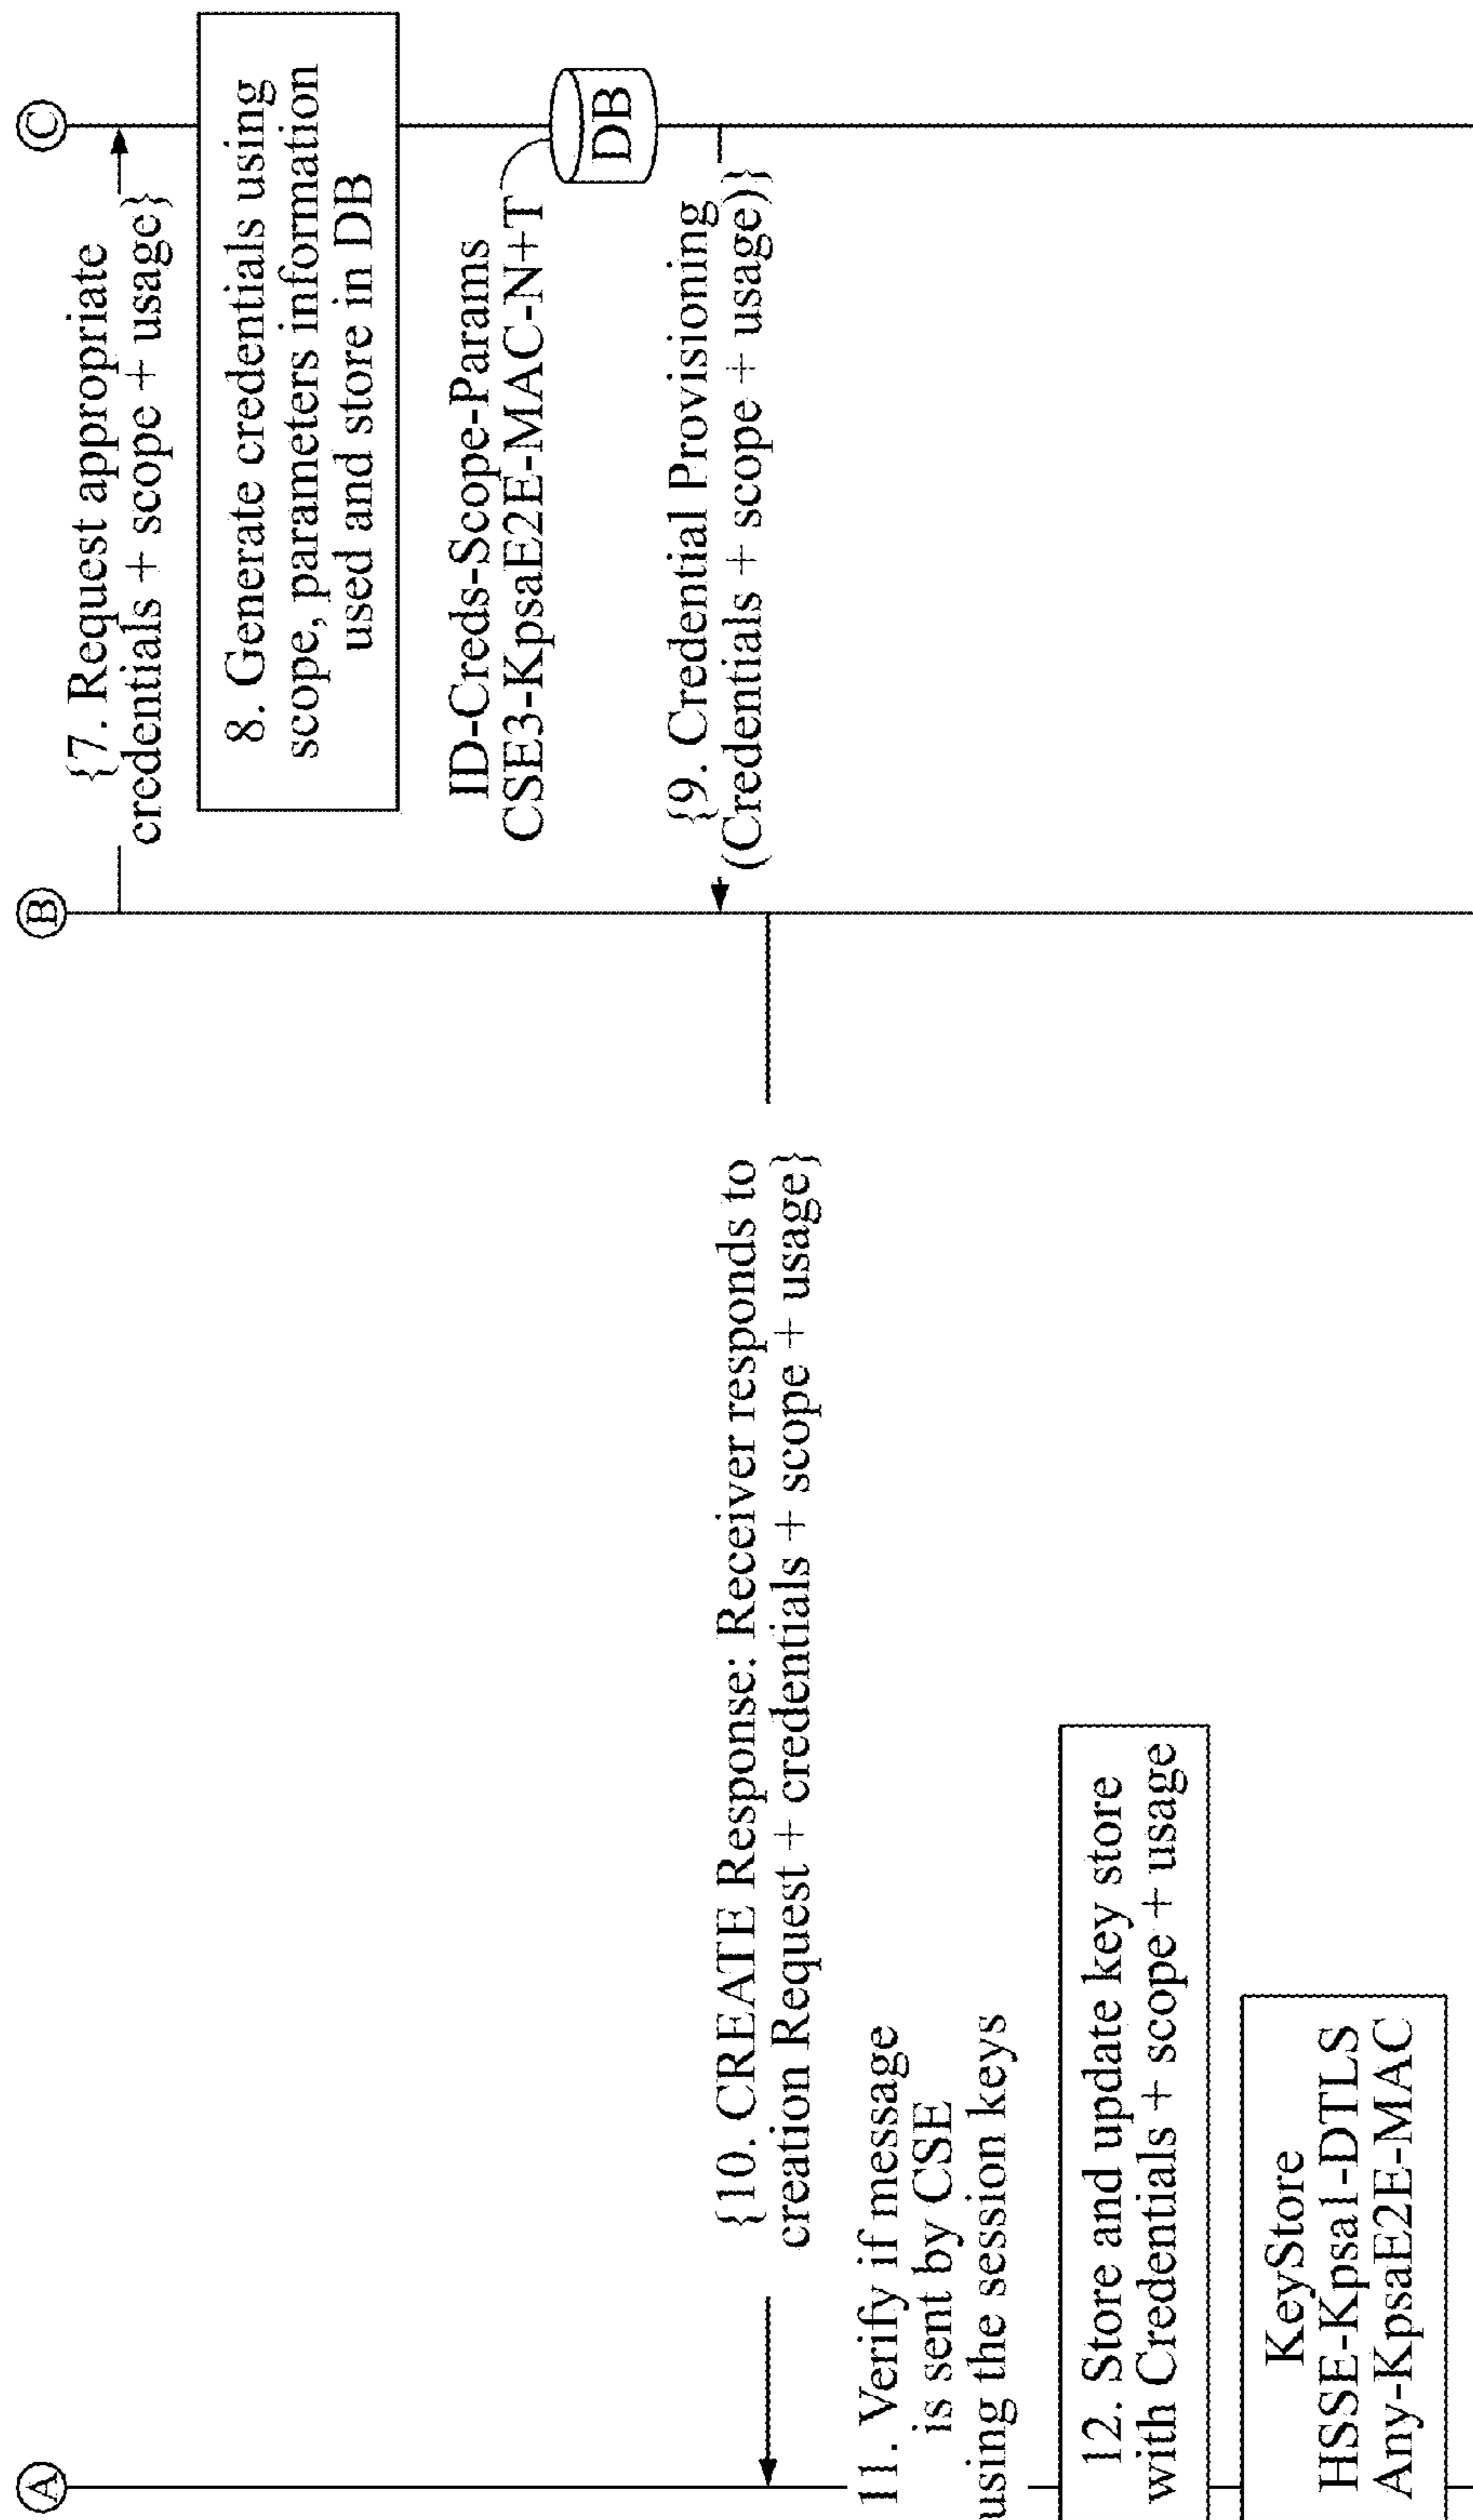 A
B
C
{7. Request appropriate
credentials + scope + usage}
8. Generate credentials using
scope, parameters information
used and store in DB
ID-Creds-Scope-Params
CSE3-KpsaE2E-MAC-N+T
DB
{9. Credential Provisioning
(Credentials + scope + usage)}
{10. CREATE Response: Receiver responds to
creation Request + credentials + scope + usage}
11. Verify if message
is sent by CSE
using the session keys
12. Store and update key store
with Credentials + scope + usage
KeyStore
HSSE-Kpsa1-DTLS
Any-KpsaE2E-MAC